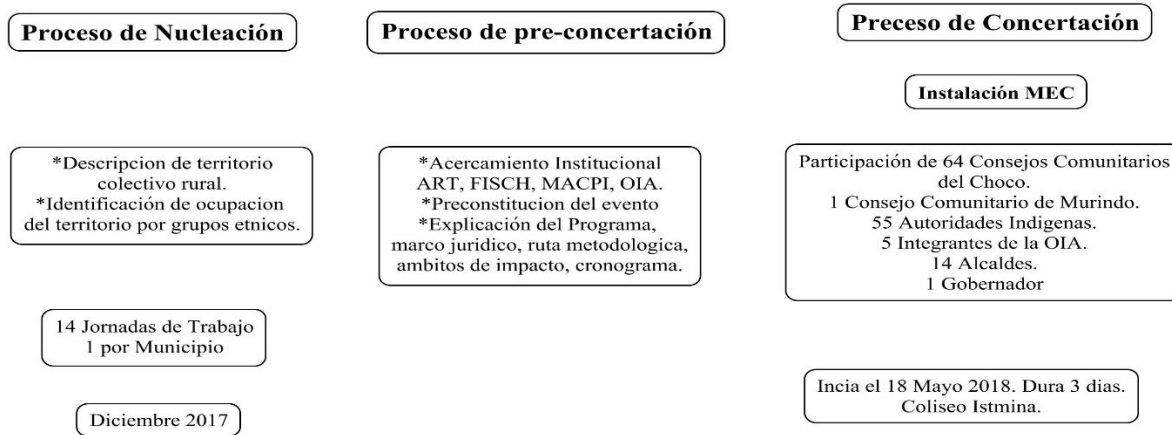 Proceso de Nucleación
*Descripcion de territorio
colectivo rural.
*Identificación de ocupacion
del territorio por grupos etnicos.
14 Jornadas de Trabajo
1 por Municipio
Diciembre 2017
Proceso de pre-concertación
*Acercamiento Institucional
ART, FISCH, MACPI, OIA.
*Preconstitucion del evento
*Explicación del Programa,
marco juridico, ruta metodologica,
ambitos de impacto, cronograma.
Preceso de Concertación
Instalación MEC
Participación de 64 Consejos Comunitarios
del Choco.
1 Consejo Comunitario de Murindo.
55 Autoridades Indigenas.
5 Integrantes de la OIA.
14 Alcaldes.
1 Gobernador
Incia el 18 Mayo 2018. Dura 3 dias.
Coliseo Istmina.